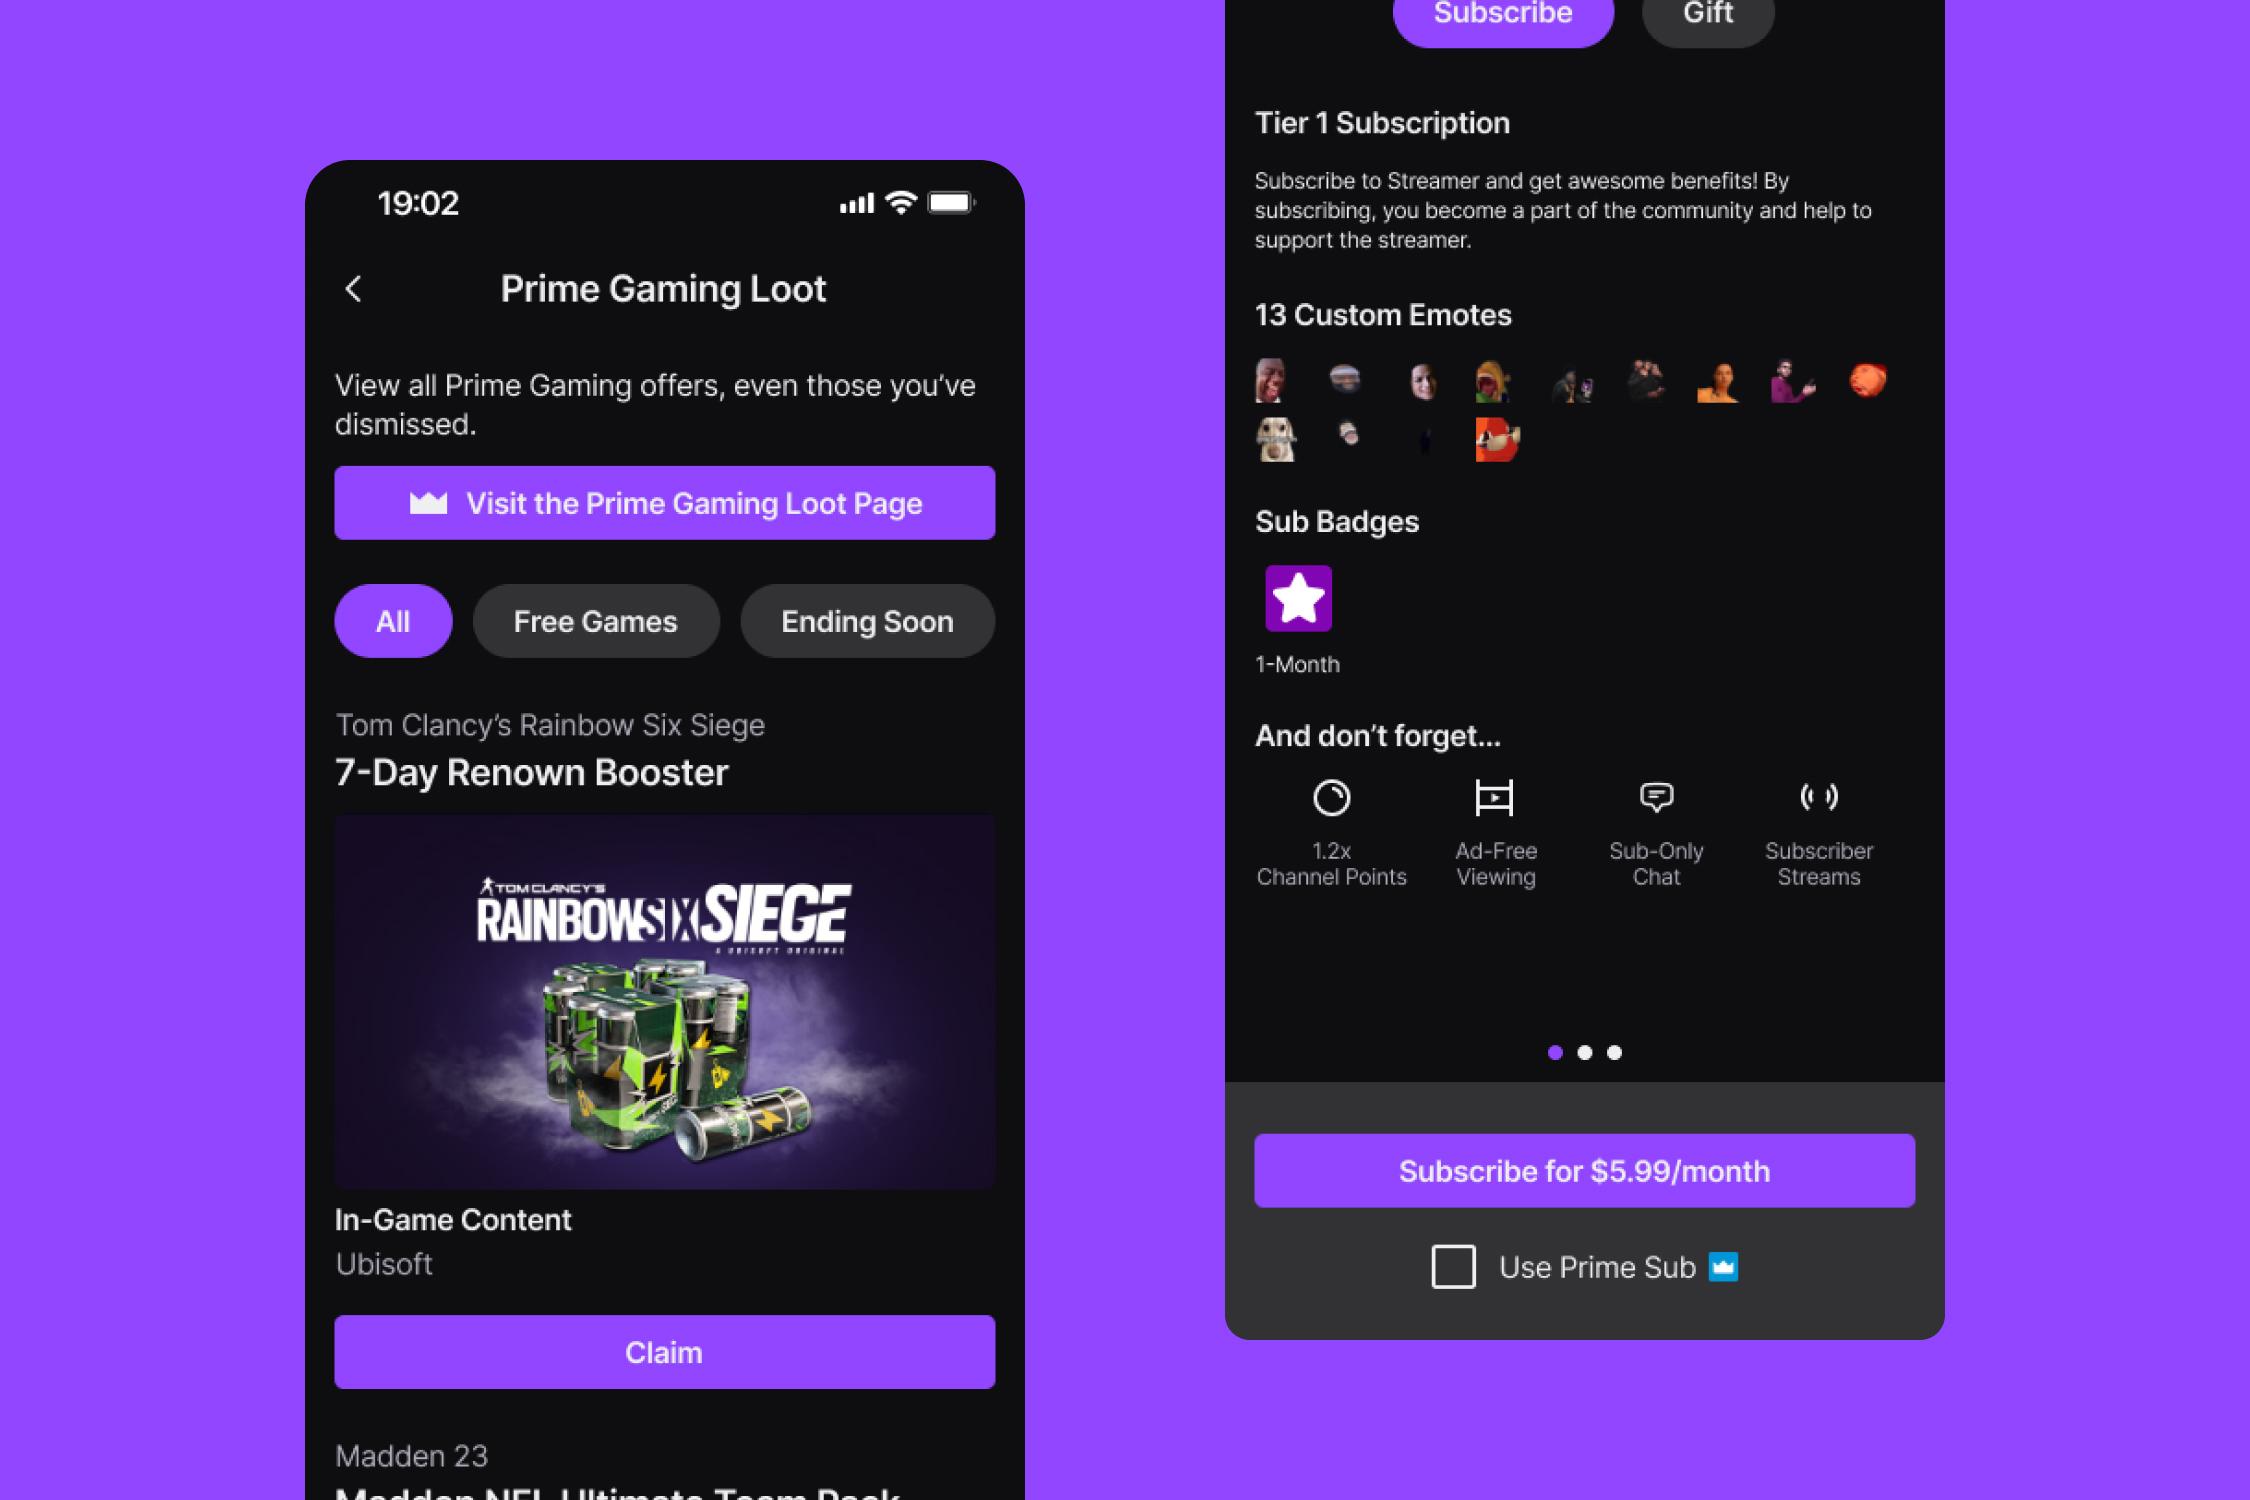 19:02
Prime Gaming Loot
View all Prime Gaming offers, even those you’ve
dismissed.
Visit the Prime Gaming Loot Page
All
Free Games
Ending Soon
Tom Clancy’s Rainbow Six Siege
7-Day Renown Booster
TOM CLANCY'S
RAINBOW SIX SIEGE
A UBISOFT ORIGINAL
In-Game Content
Ubisoft
Claim
Madden 23
Madden NFL Ultimate Team Pack
Subscribe
Gift
Tier 1 Subscription
Subscribe to Streamer and get awesome benefits! By
subscribing, you become a part of the community and help to
support the streamer.
13 Custom Emotes
Sub Badges
1-Month
And don’t forget...
1.2x
Channel Points
Ad-Free
Viewing
Sub-Only
Chat
Subscriber
Streams
Subscribe for $5.99/month
Use Prime Sub